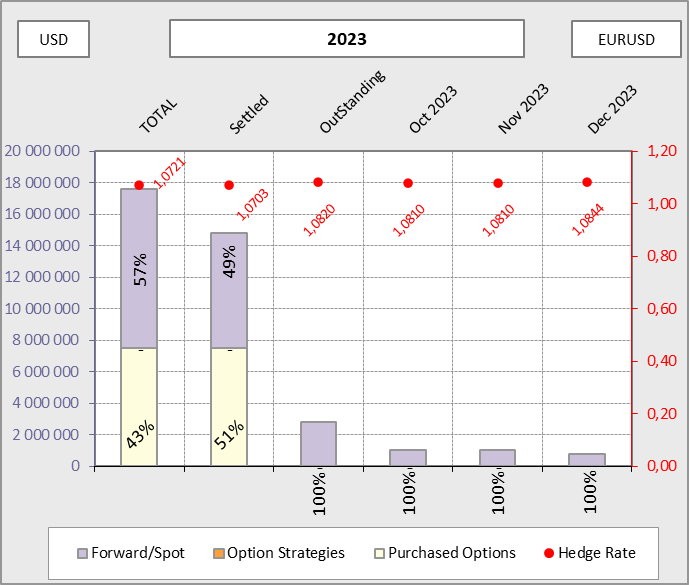 USD 2023 EURUSD
TOTAL Settled OutStanding Oct 2023 Nov 2023 Dec 2023
20 000 000 1,20
18 000 000
16 000 000 1,00
14 000 000
12 000 000 0,80
10 000 000 0,60
8 000 000
6 000 000 0,40
4 000 000
2 000 000 0,20
0 0,00
1,0721 1,0703 1,0820 1,0810 1,0810 1,0844
57% 49%
- -
43% 51%
100% - 100% - 100% - 100% -
Forward/Spot Option Strategies Purchased Options Hedge Rate